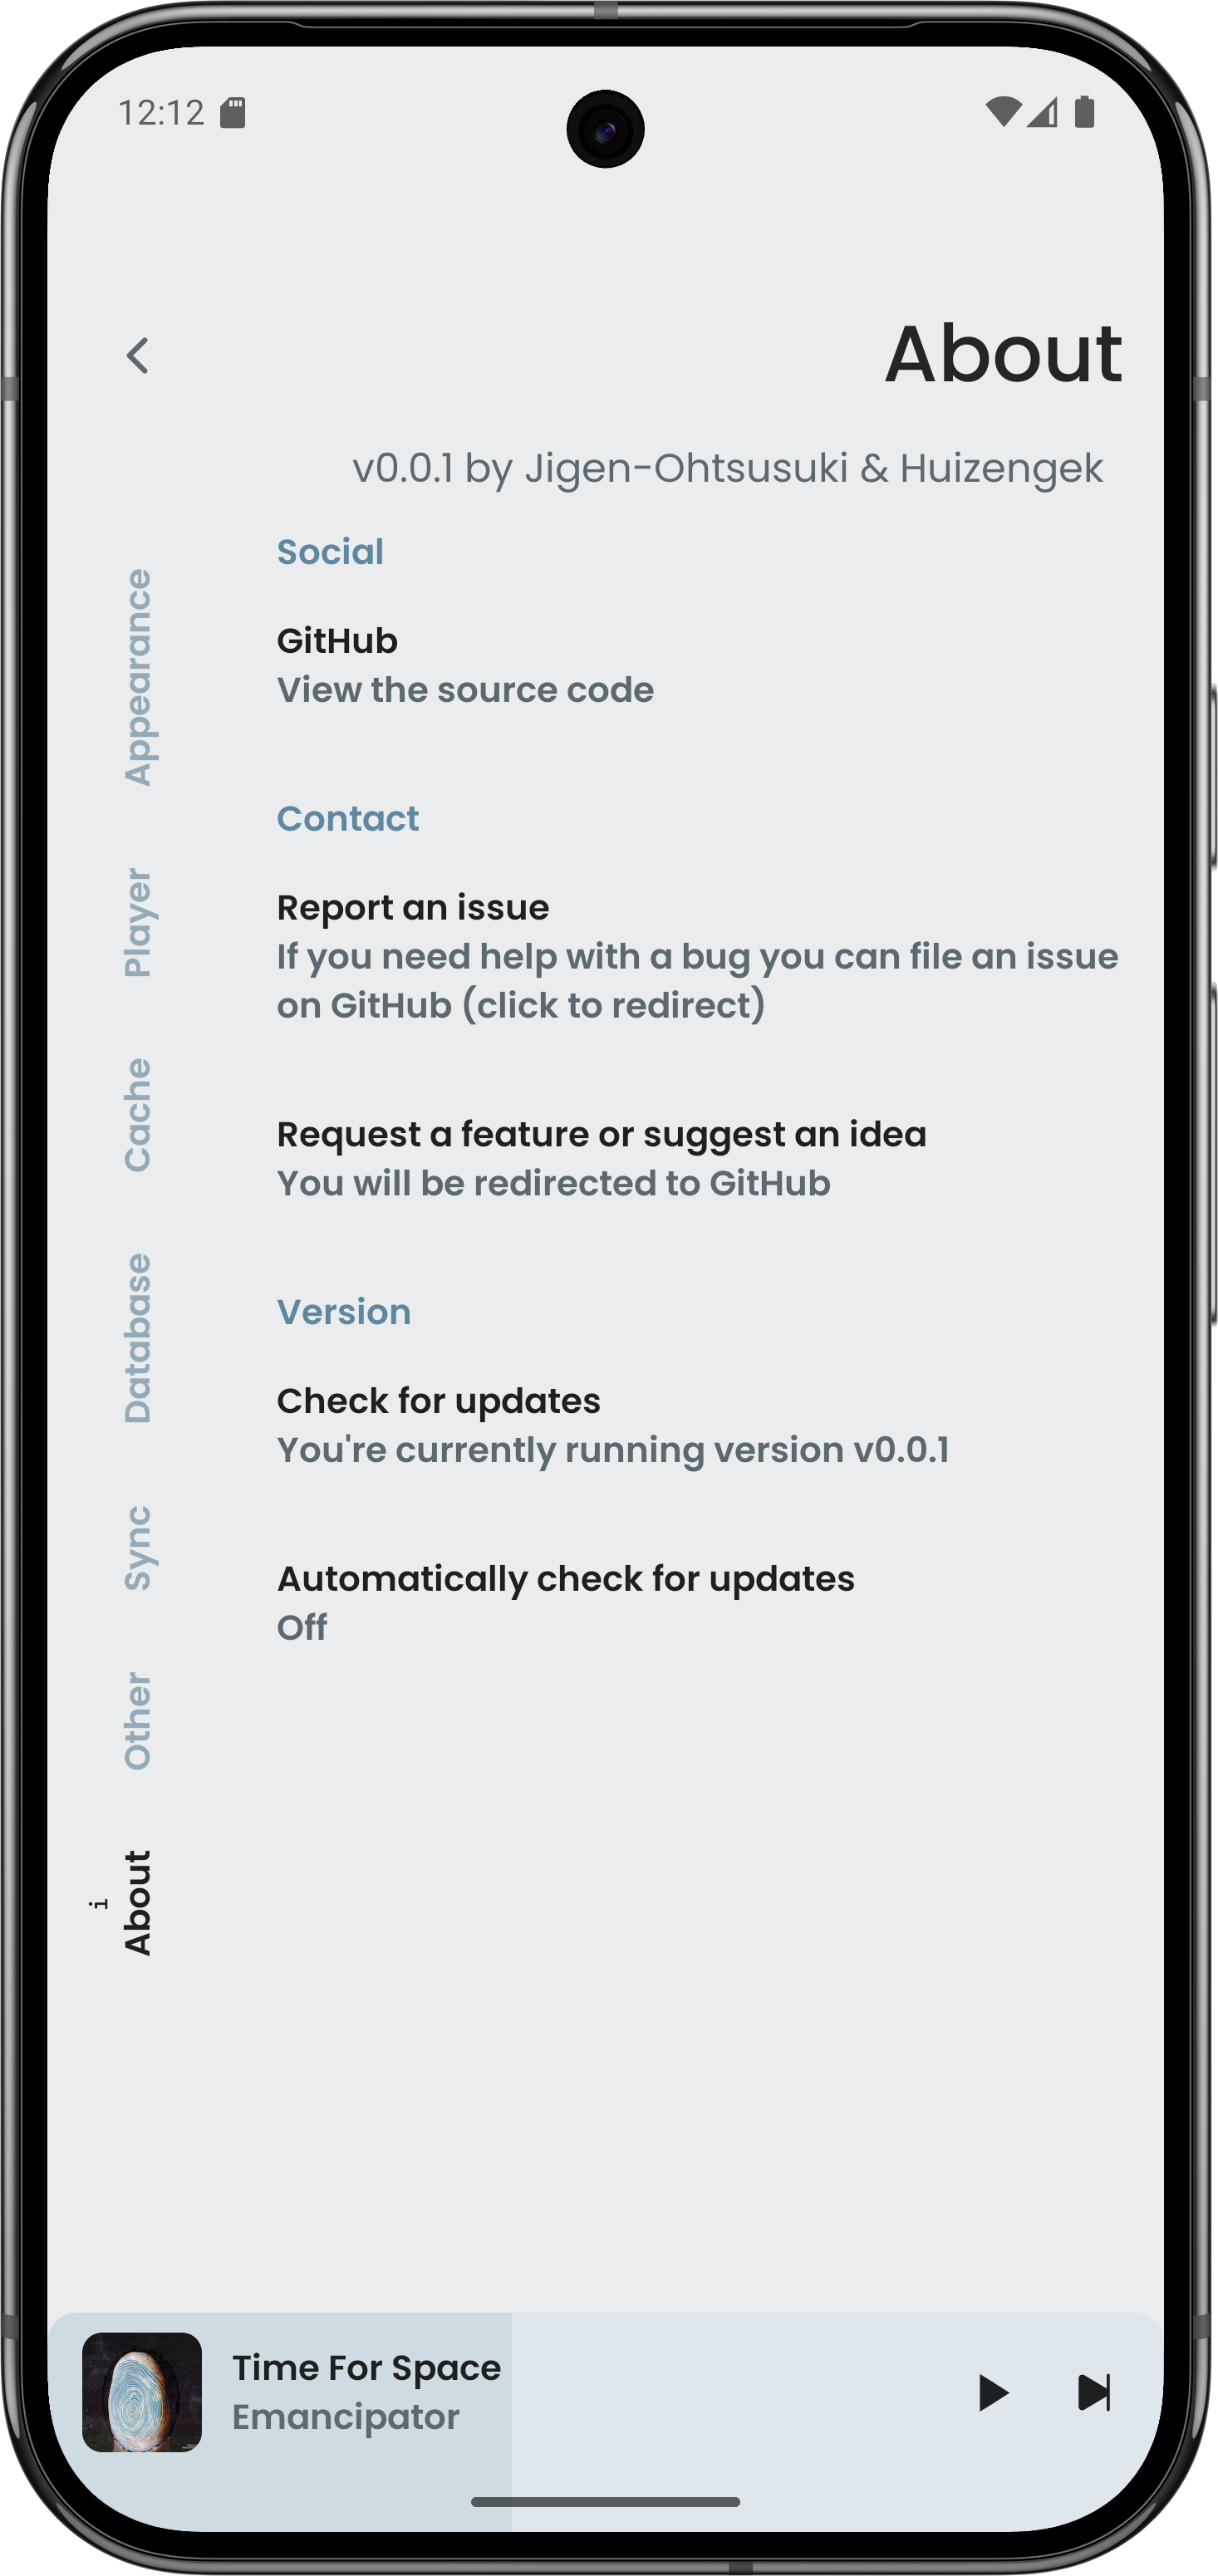 12:12
About
v0.0.1 by Jigen-Ohtsusuki & Huizengek
Social
GitHub
View the source code
Contact
Report an issue
If you need help with a bug you can file an issue
on GitHub (click to redirect)
Request a feature or suggest an idea
You will be redirected to GitHub
Version
Check for updates
You're currently running version v0.0.1
Automatically check for updates
Off
Appearance
Player
Cache
Database
Sync
Other
About
Time For Space
Emancipator